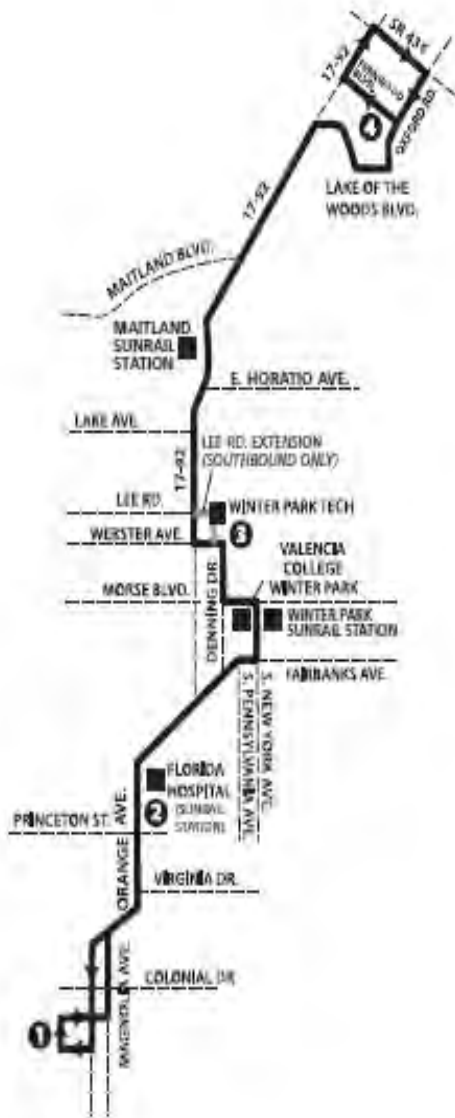 SR 434
17-92
FERNWOOD BLVD.
4
OXFORD RD.
LAKE OF THE
WOODS BLVD.
17-92
MAITLAND BLVD.
MAITLAND
SUNRAIL
STATION
E. HORATIO AVE.
LAKE AVE.
LEE RD. EXTENSION
(SOUTHBOUND ONLY)
17-92
LEE RD.
WINTER PARK TECH
WEBSTER AVE.
3
VALENCIA
COLLEGE
WINTER PARK
MORSE BLVD.
DENNING DR.
WINTER PARK
SUNRAIL STATION
FAIRBANKS AVE.
S. PENNSYLVANIA AVE.
S. NEW YORK AVE.
FLORIDA
HOSPITAL
(SUNRAIL
STATION)
2
PRINCETON ST.
ORANGE AVE.
VIRGINIA DR.
MAGNOLIA AVE.
COLONIAL DR.
1